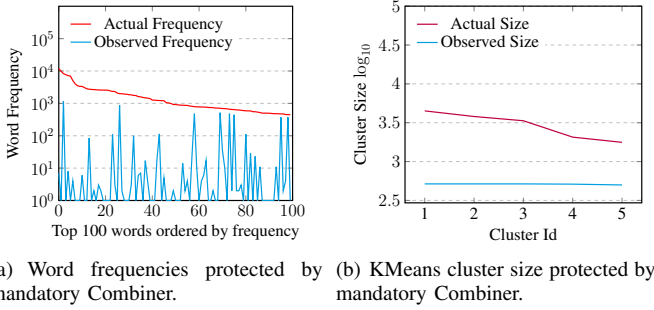 Actual Frequency
Observed Frequency
Word Frequency
10^5
10^4
10^3
10^2
10^1
10^0
0 20 40 60 80 100
Top 100 words ordered by frequency
a) Word frequencies protected by
mandatory Combiner.
Actual Size
Observed Size
Cluster Size log_10
5
4.5
4
3.5
3
2.5
1 2 3 4 5
Cluster Id
(b) KMeans cluster size protected by
mandatory Combiner.